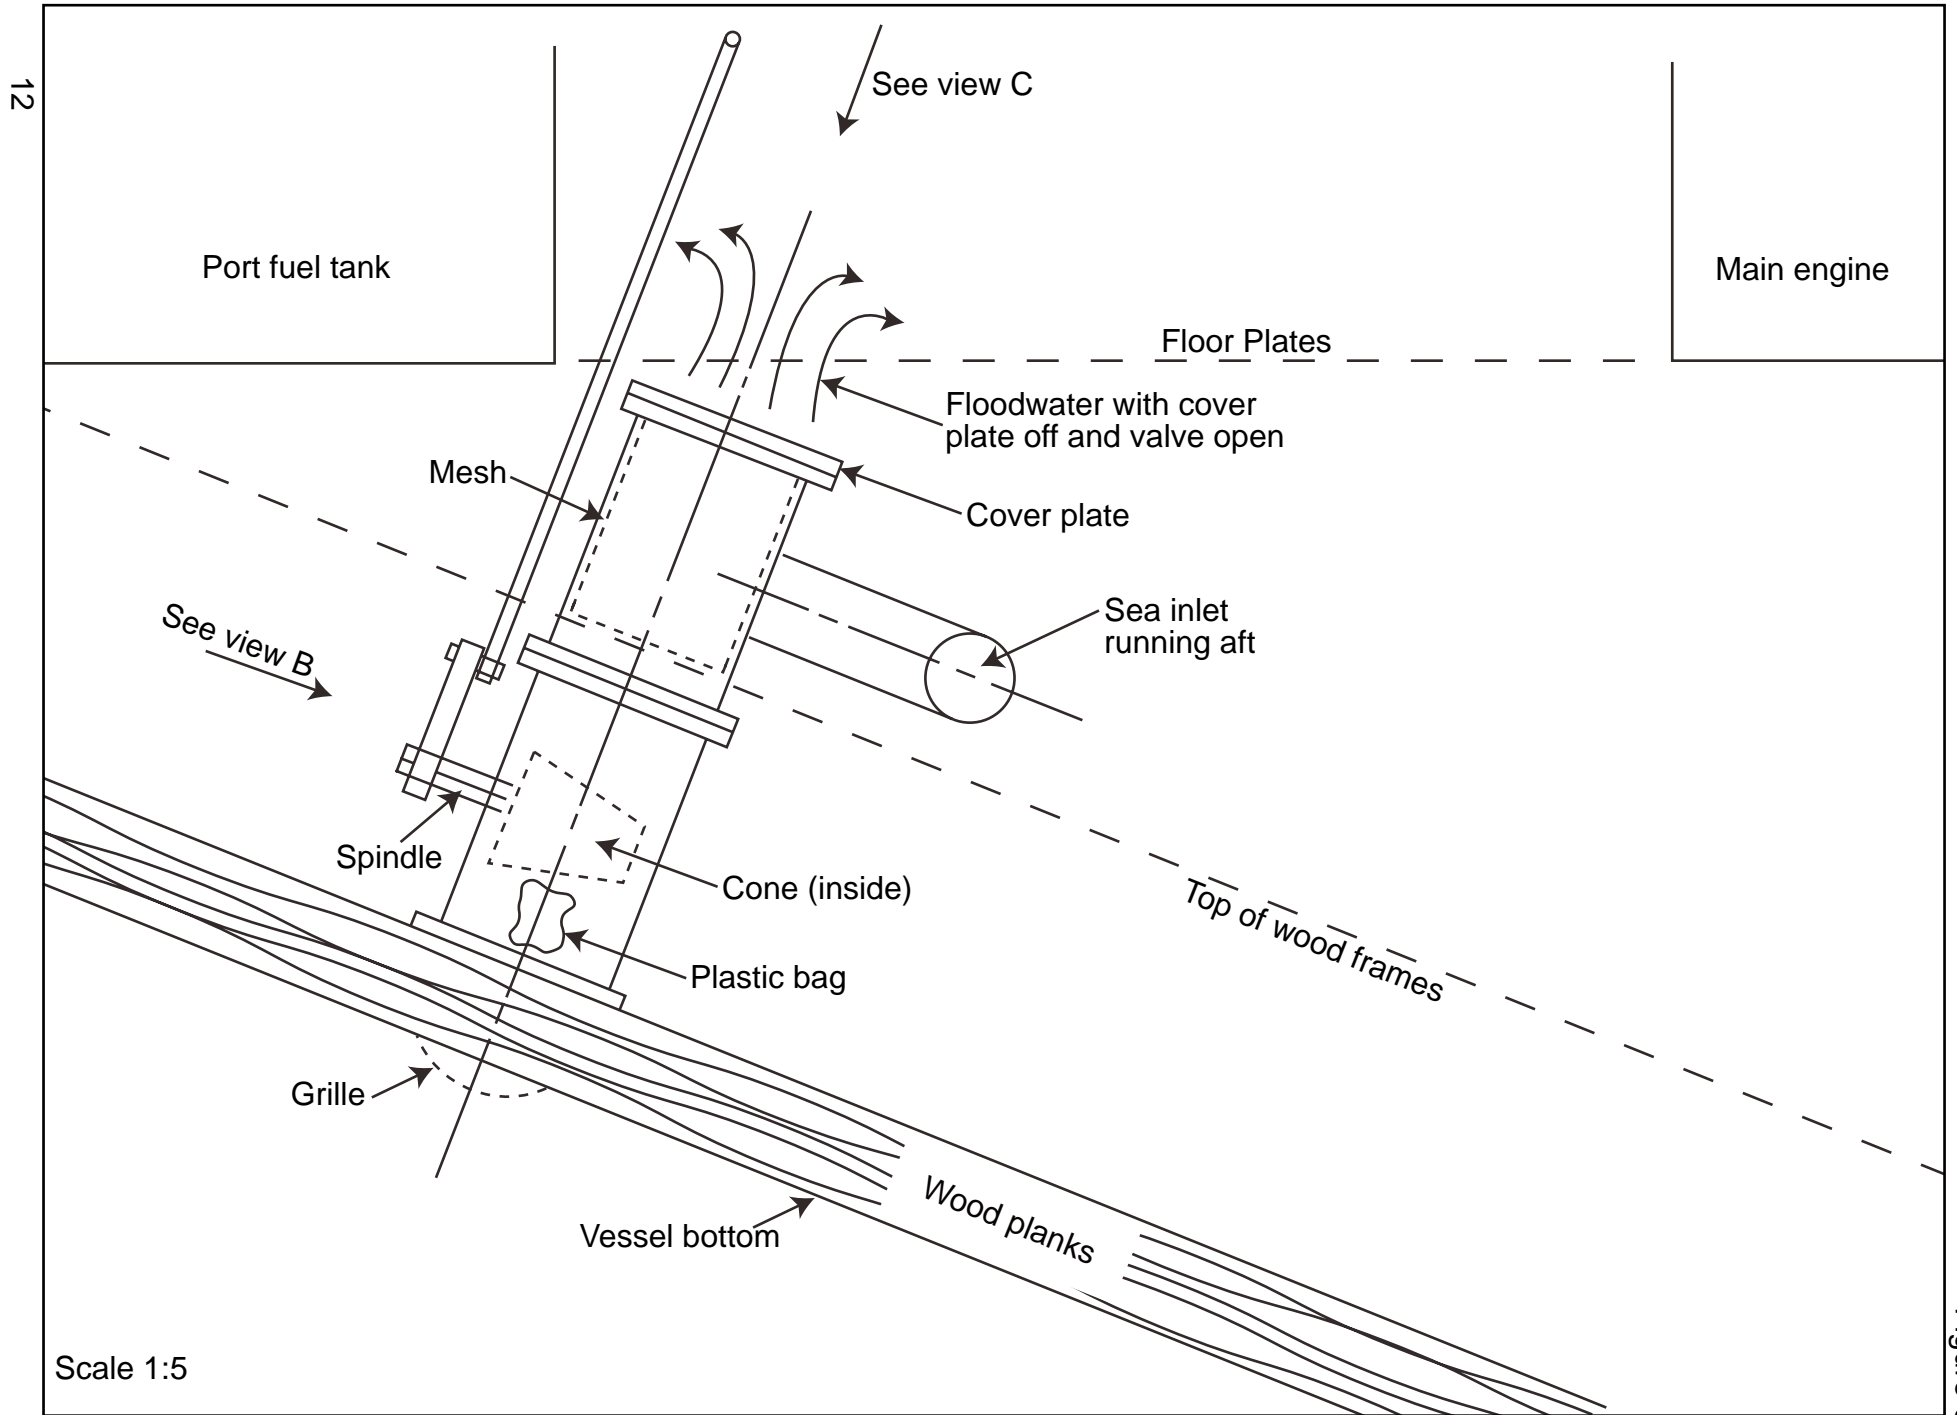 12
See view C
Port fuel tank
Main engine
Floor Plates
Floodwater with cover
plate off and valve open
Mesh
Cover plate
See view B
Sea inlet
running aft
Spindle
Cone (inside)
Top of wood frames
Plastic bag
Grille
Wood planks
Vessel bottom
Scale 1:5